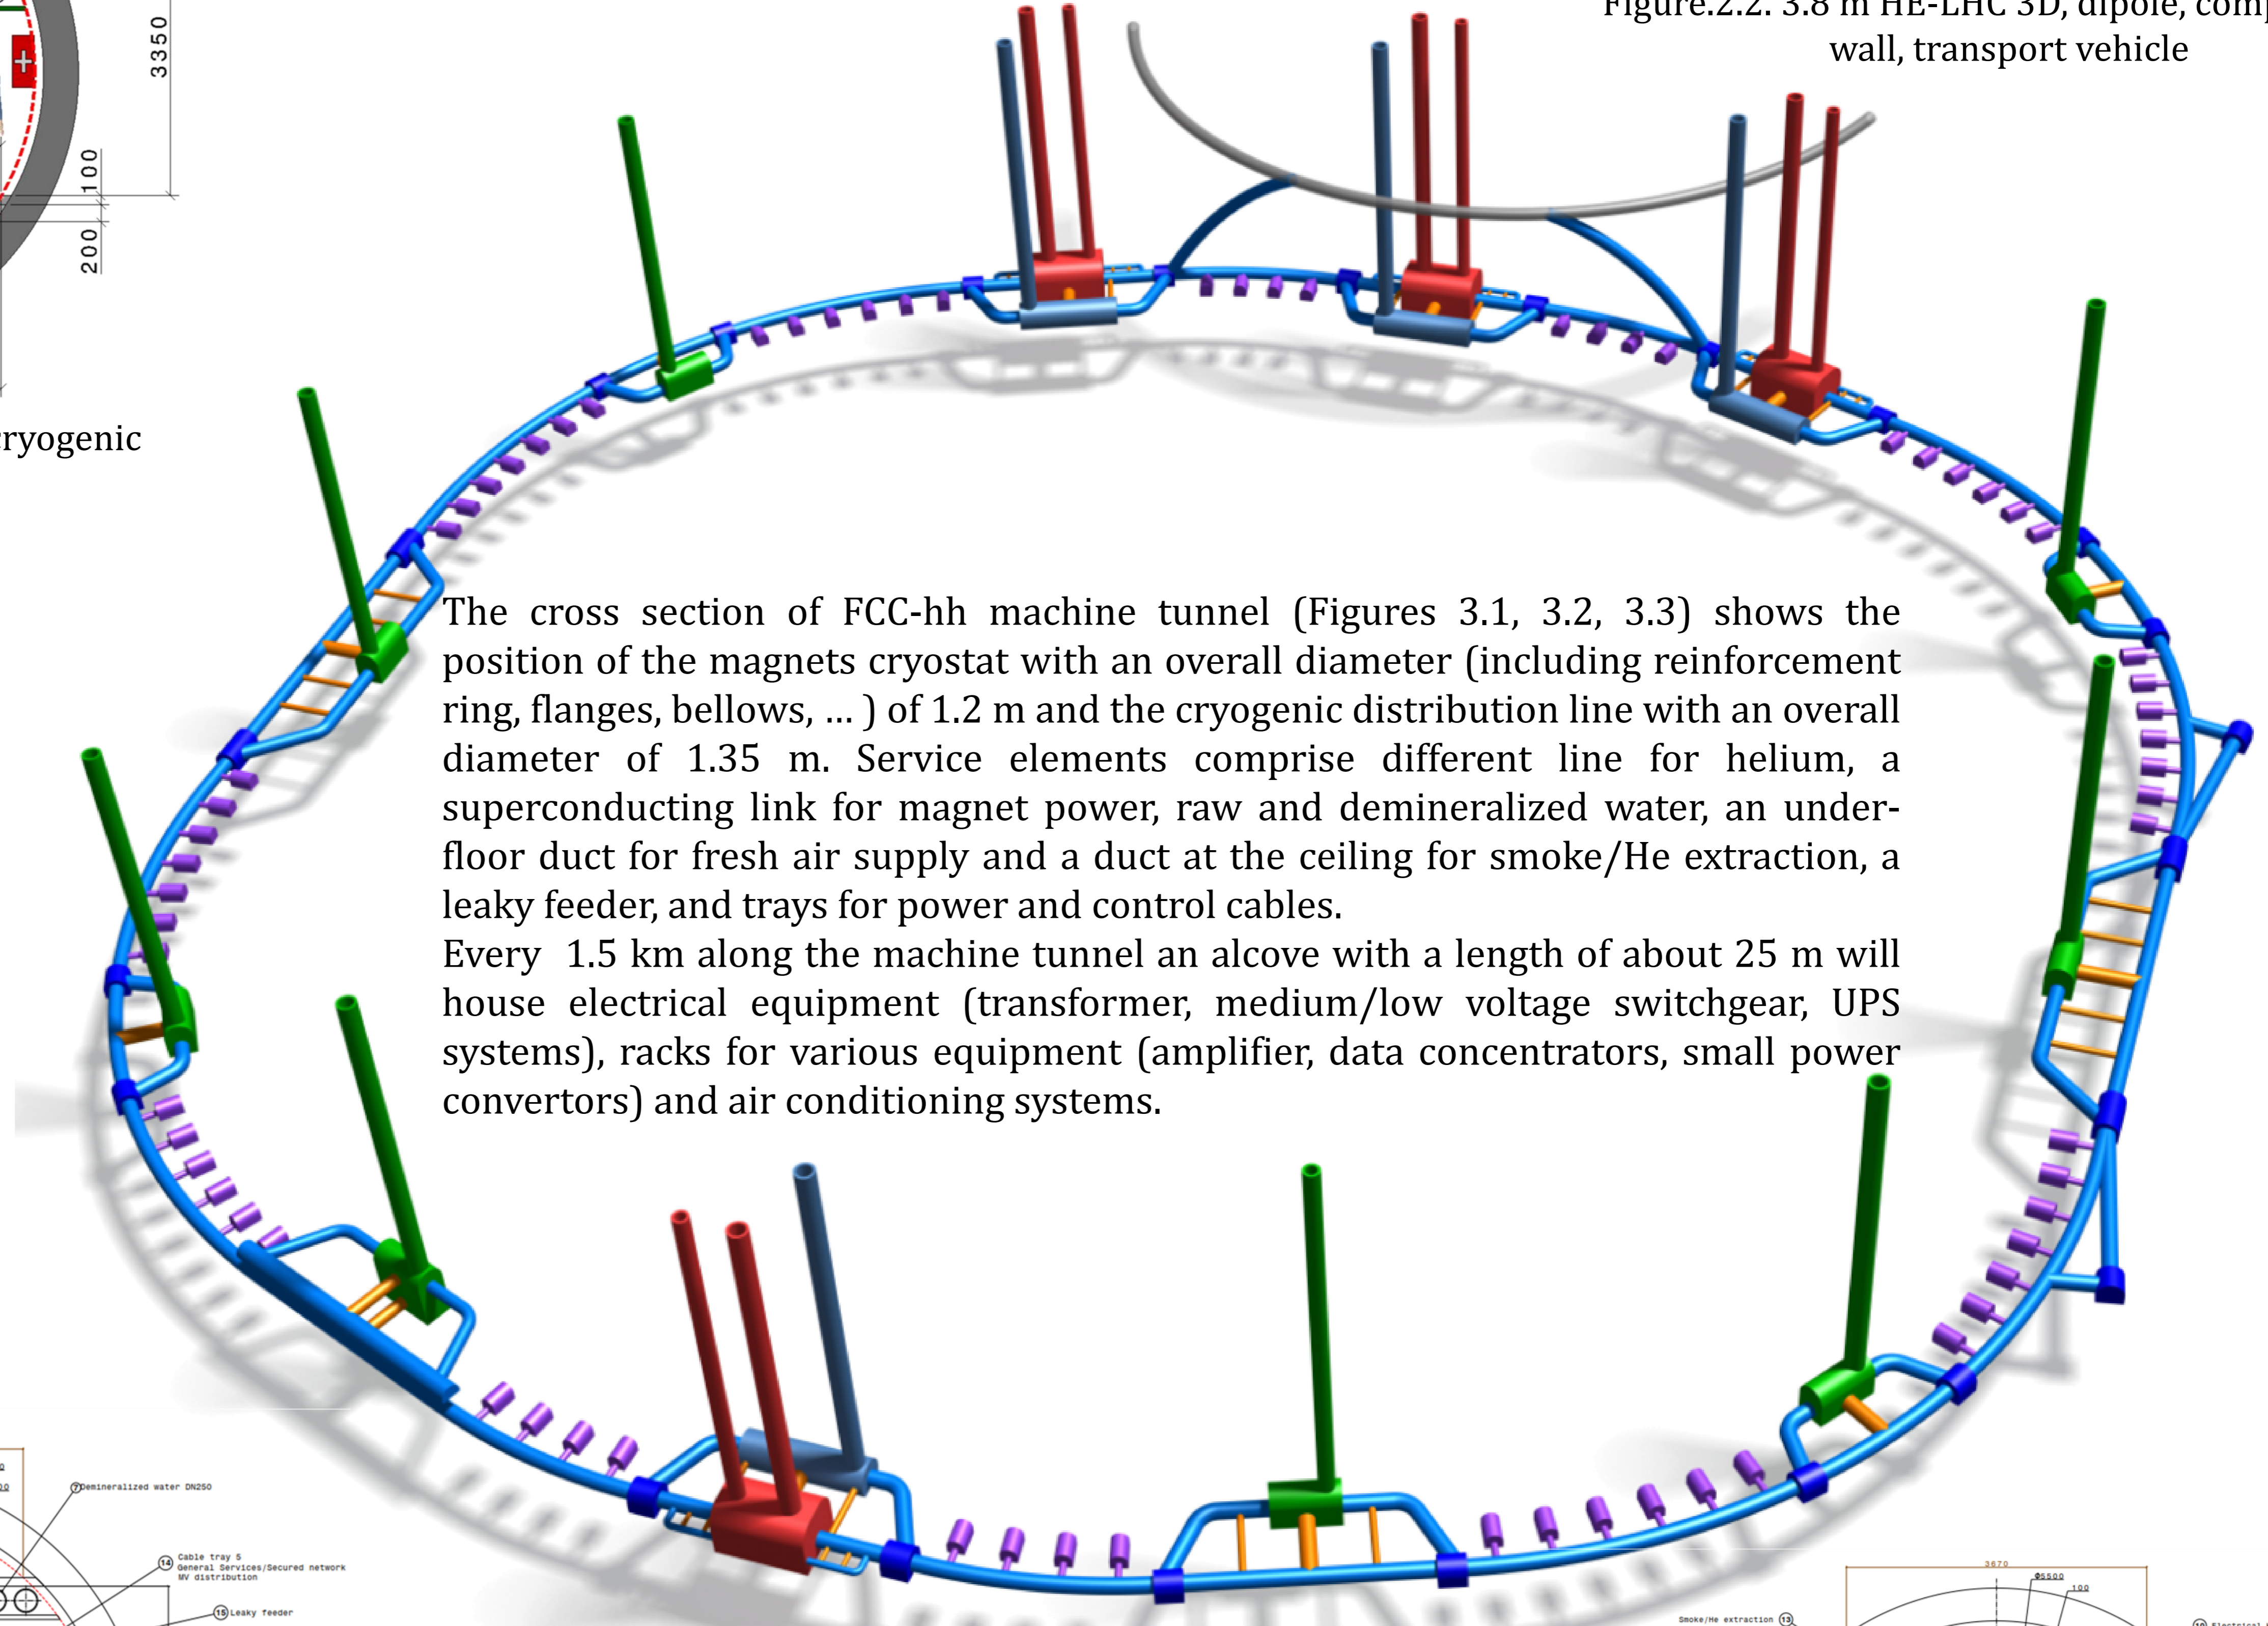 Figure.2.2. 3.8 m HE-LHC 3D, dipole,
wall, transport vehicle
3350
100
200
The cross section of FCC-hh machine tunnel (Figures 3.1, 3.2, 3.3) shows the
position of the magnets cryostat with an overall diameter (including reinforcement
ring, flanges, bellows, ... ) of 1.2 m and the cryogenic distribution line with an overall
diameter of 1.35 m. Service elements comprise different line for helium, a
superconducting link for magnet power, raw and demineralized water, an under-
floor duct for fresh air supply and a duct at the ceiling for smoke/He extraction, a
leaky feeder, and trays for power and control cables.
Every 1.5 km along the machine tunnel an alcove with a length of about 25 m will
house electrical equipment (transformer, medium/low voltage switchgear, UPS
systems), racks for various equipment (amplifier, data concentrators, small power
convertors) and air conditioning systems.
7 Demineralized water DN250
14 Cable tray 5
General Services/Secured network
MV distribution
15 Leaky feeder
3670
Φ5500
100
Smoke/He extraction 13